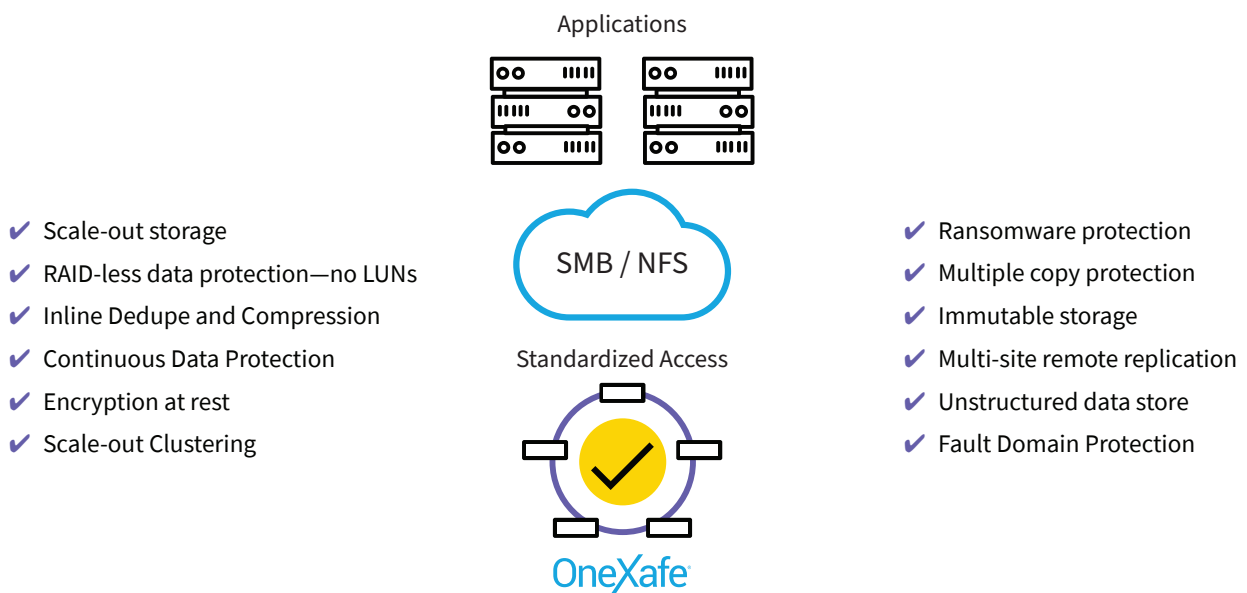 Applications
✔ Scale-out storage
✔ RAID-less data protection—no LUNs
✔ Inline Dedupe and Compression
✔ Continuous Data Protection
✔ Encryption at rest
✔ Scale-out Clustering
SMB / NFS
Standardized Access
OneXafe
✔ Ransomware protection
✔ Multiple copy protection
✔ Immutable storage
✔ Multi-site remote replication
✔ Unstructured data store
✔ Fault Domain Protection